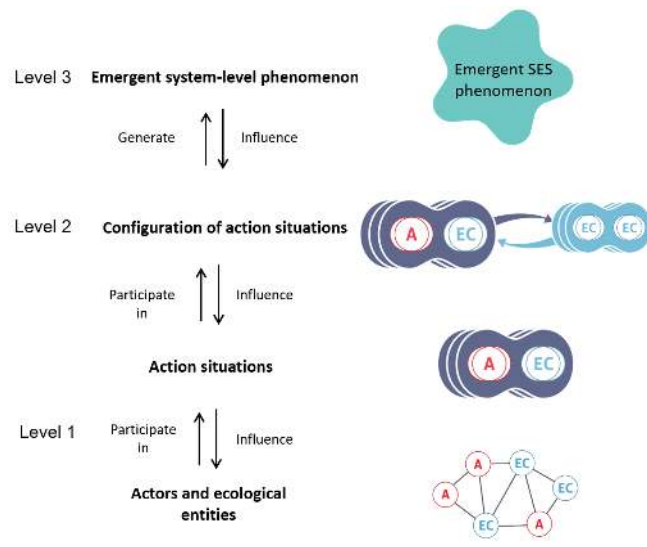 Level 3
Emergent system-level phenomenon
Emergent SES
phenomenon
Generate
Influence
Level 2
Configuration of action situations
A
EC
EC
EC
Participate
in
Influence
Action situations
A
EC
Level 1
Participate
in
Influence
Actors and ecological
entities
A
EC
A
EC
EC
A